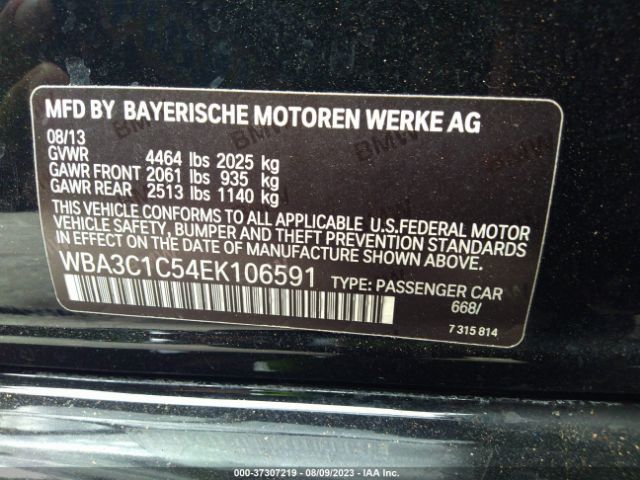 MFD BY BAYERISCHE MOTOREN WERKE AG
08/13
GVWR 4464 lbs 2025 kg
GAWR FRONT 2061 lbs 935 kg
GAWR REAR 2513 lbs 1140 kg
THIS VEHICLE CONFORMS TO ALL APPLICABLE U.S.FEDERAL MOTOR
VEHICLE SAFETY, BUMPER AND THEFT PREVENTION STANDARDS
IN EFFECT ON THE DATE OF MANUFACTURE SHOWN ABOVE.
WBA3C1C54EK106591 TYPE: PASSENGER CAR
668/
7 315 814
000-37307219 - 08/09/2023 - IAA Inc.